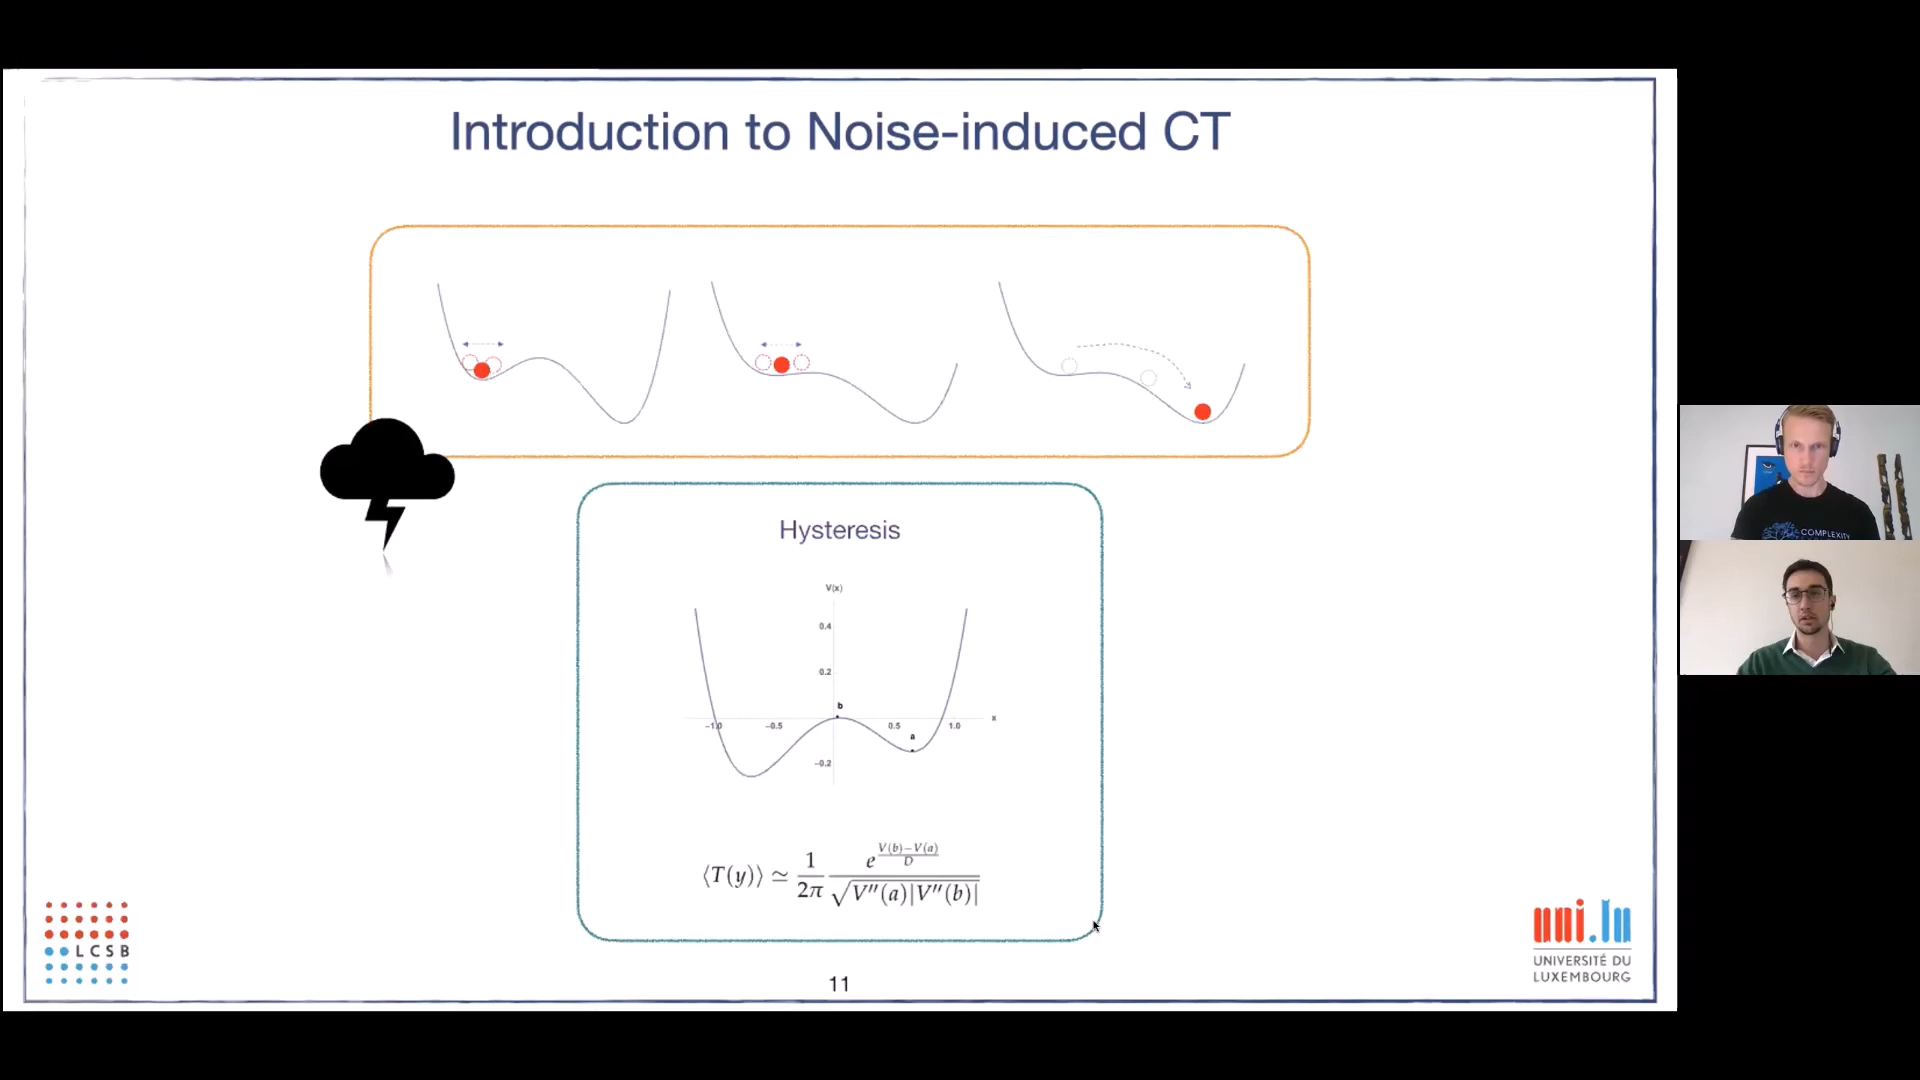 Introduction to Noise-induced CT
Hysteresis
V(x)
0.4
0.2
b
-1.0 -0.5 0.5 1.0 x
a
-0.2
⟨T(y)⟩ ≃ 1/2π e^{(V(b)−V(a))/D} / √V″(a)|V″(b)|
11
LCSB
uni.lu
UNIVERSITÉ DU
LUXEMBOURG
COMPLEXITY